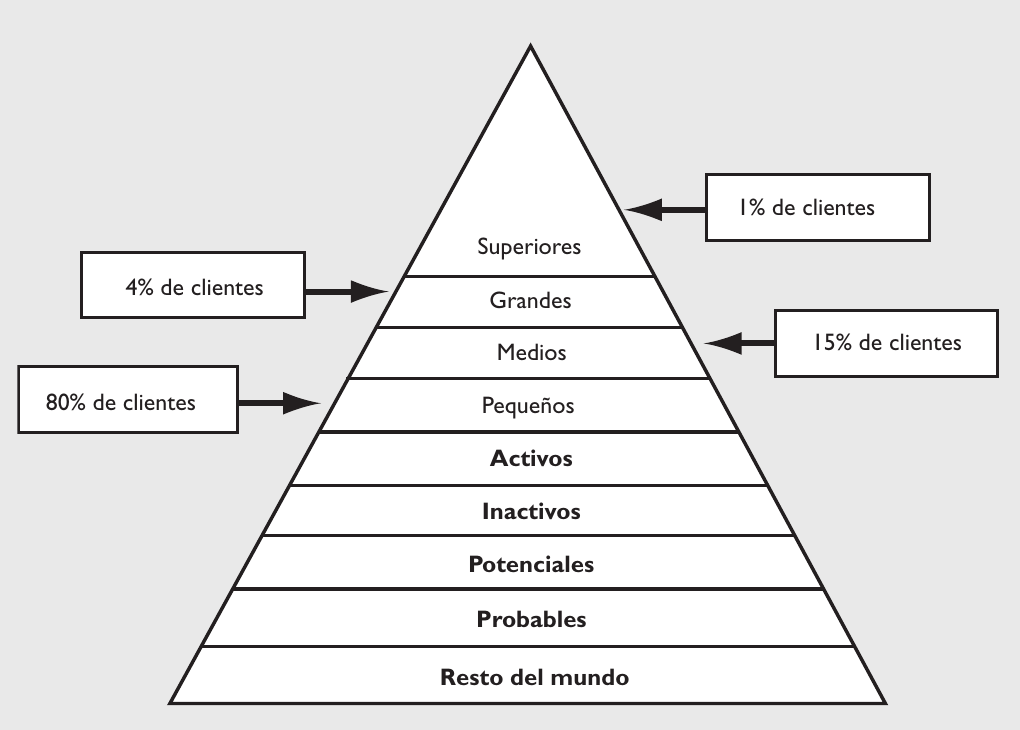 1% de clientes
Superiores
4% de clientes
Grandes
15% de clientes
Medios
80% de clientes
Pequeños
Activos
Inactivos
Potenciales
Probables
Resto del mundo